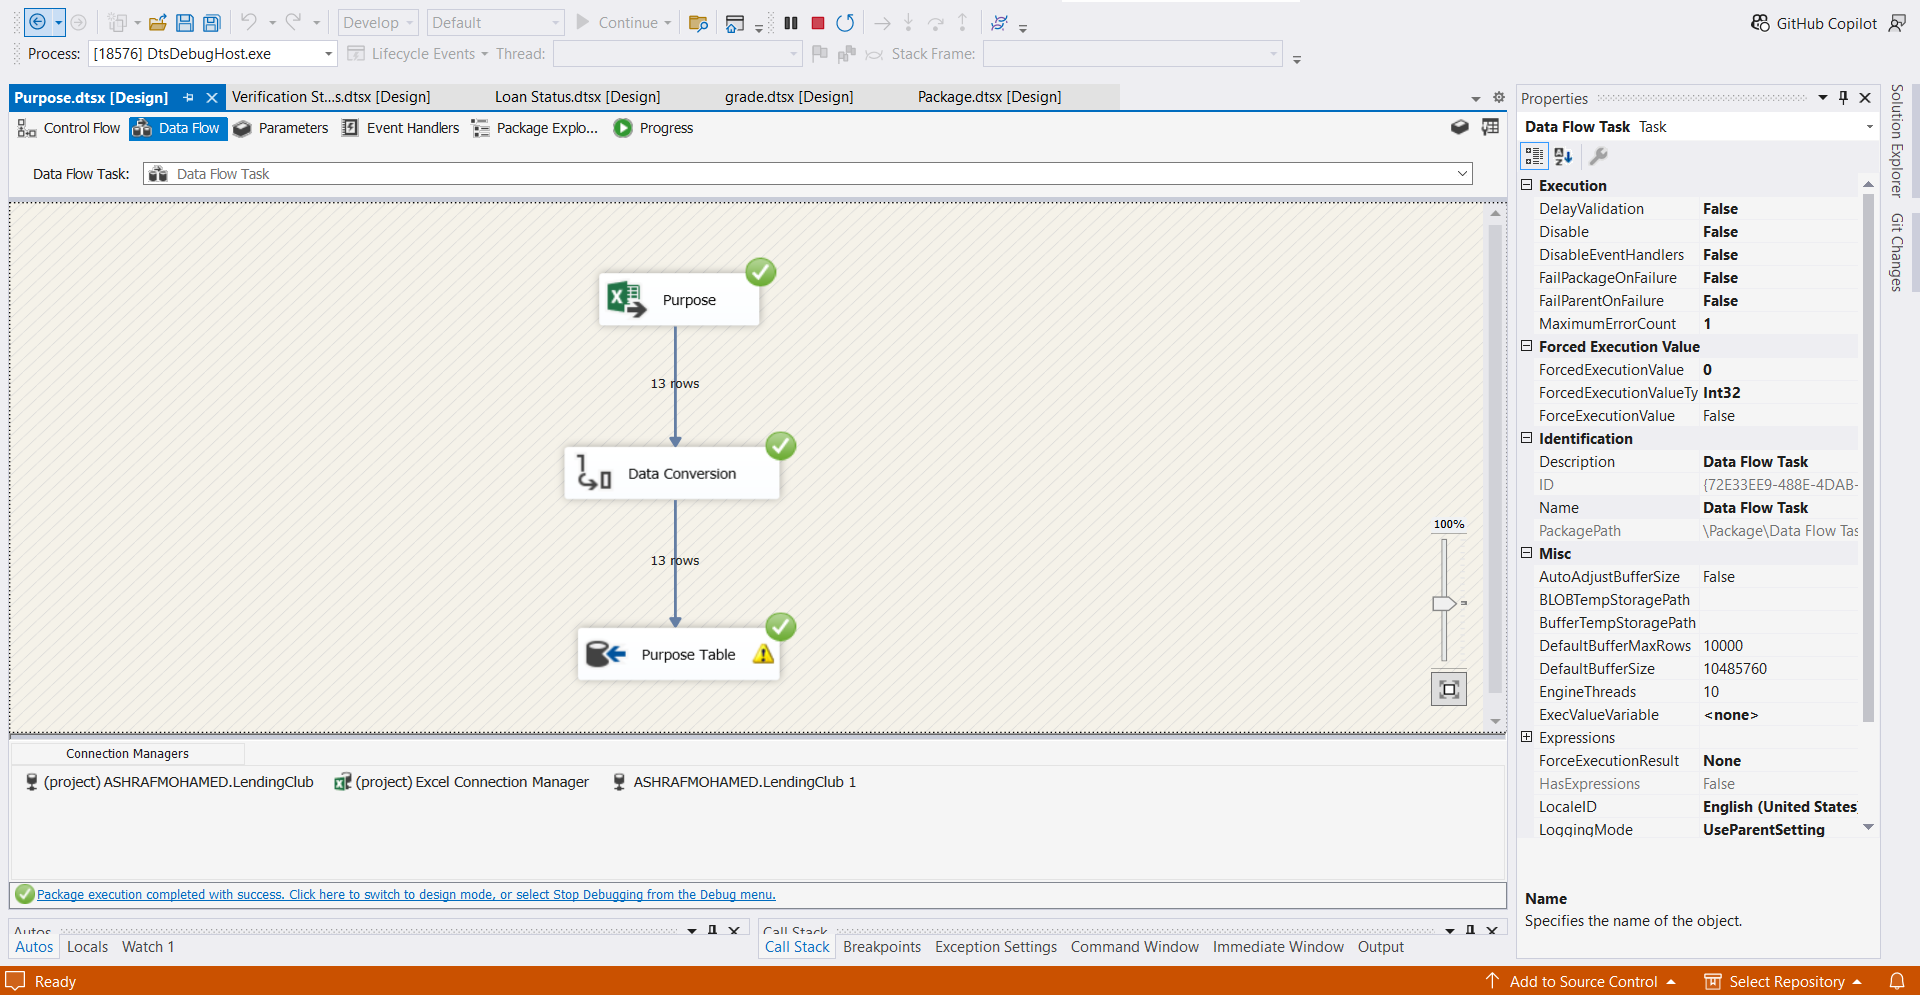 Develop
Default
Continue
GitHub Copilot
Process:
[18576] DtsDebugHost.exe
Lifecycle Events
Thread:
Stack Frame:
Purpose.dtsx [Design]
Verification St...s.dtsx [Design]
Loan Status.dtsx [Design]
grade.dtsx [Design]
Package.dtsx [Design]
Control Flow
Data Flow
Parameters
Event Handlers
Package Explo...
Progress
Data Flow Task:
Data Flow Task
Purpose
13 rows
Data Conversion
13 rows
Purpose Table
100%
Connection Managers
(project) ASHRAFMOHAMED.LendingClub
(project) Excel Connection Manager
ASHRAFMOHAMED.LendingClub 1
Package execution completed with success. Click here to switch to design mode, or select Stop Debugging from the Debug menu.
Autos
Autos
Locals
Watch 1
Call Stack
Call Stack
Breakpoints
Exception Settings
Command Window
Immediate Window
Output
Properties
Data Flow Task Task
Execution
DelayValidation False
Disable False
DisableEventHandlers False
FailPackageOnFailure False
FailParentOnFailure False
MaximumErrorCount 1
Forced Execution Value
ForcedExecutionValue 0
ForcedExecutionValueTy Int32
ForceExecutionValue False
Identification
Description Data Flow Task
ID {72E33EE9-488E-4DAB-
Name Data Flow Task
PackagePath \Package\Data Flow Tas
Misc
AutoAdjustBufferSize False
BLOBTempStoragePath
BufferTempStoragePath
DefaultBufferMaxRows 10000
DefaultBufferSize 10485760
EngineThreads 10
ExecValueVariable <none>
Expressions
ForceExecutionResult None
HasExpressions False
LocaleID English (United States
LoggingMode UseParentSetting
Name
Specifies the name of the object.
Solution Explorer
Git Changes
Ready
Add to Source Control
Select Repository